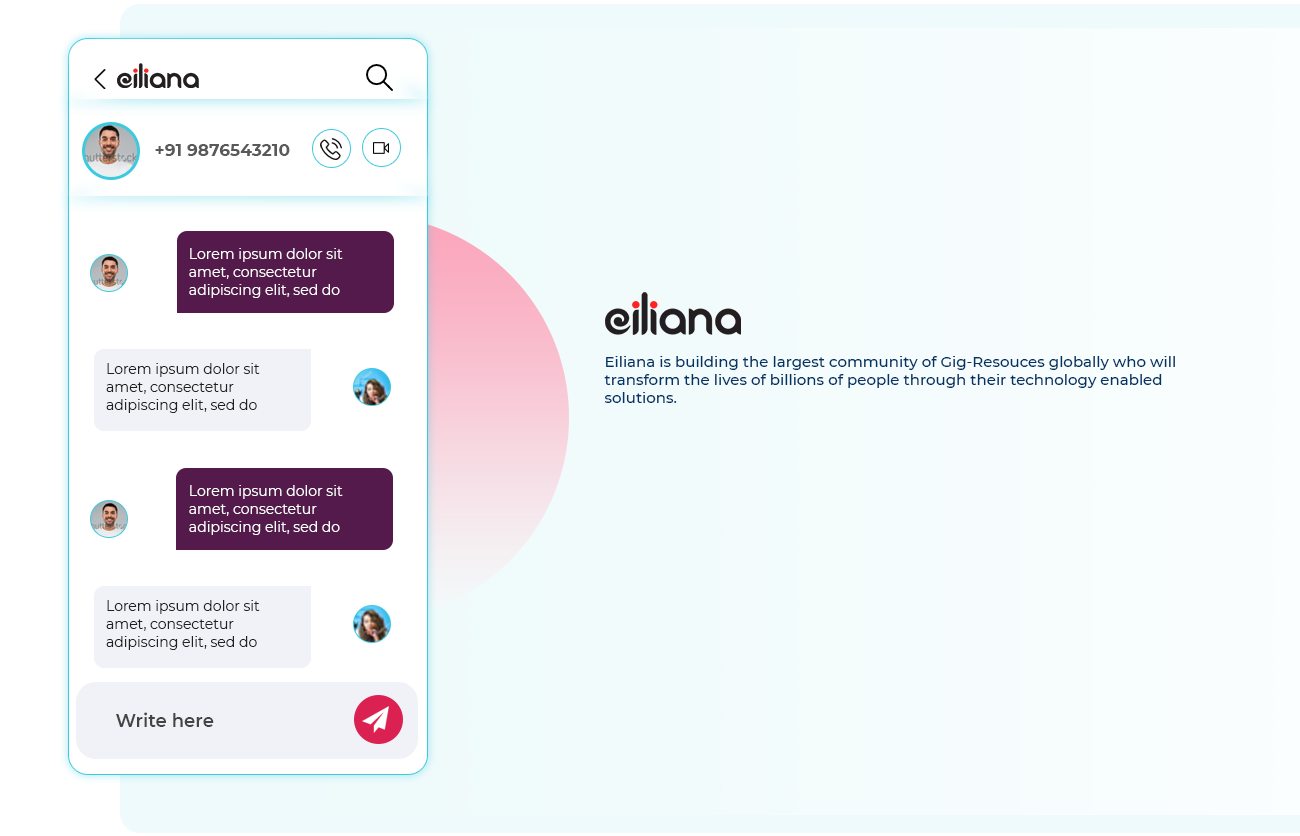 eiliana
+91 9876543210
Lorem ipsum dolor sit
amet, consectetur
adipiscing elit, sed do
Lorem ipsum dolor sit
amet, consectetur
adipiscing elit, sed do
Lorem ipsum dolor sit
amet, consectetur
adipiscing elit, sed do
Lorem ipsum dolor sit
amet, consectetur
adipiscing elit, sed do
Write here
eiliana
Eiliana is building the largest community of Gig-Resouces globally who will
transform the lives of billions of people through their technology enabled
solutions.